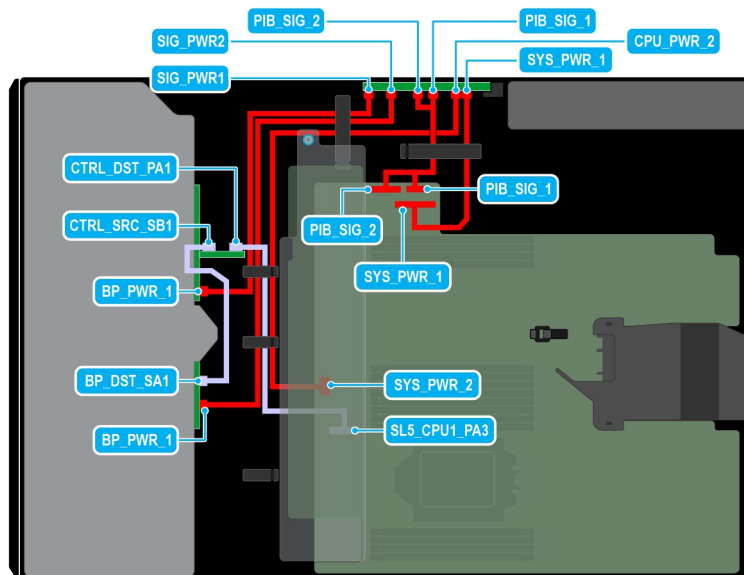 PIB_SIG_2
PIB_SIG_1
SIG_PWR2
CPU_PWR_2
SYS_PWR_1
SIG_PWR1
CTRL_DST_PA1
PIB_SIG_1
CTRL_SRC_SB1
PIB_SIG_2
SYS_PWR_1
BP_PWR_1
BP_DST_SA1
SYS_PWR_2
SL5_CPU1_PA3
BP_PWR_1